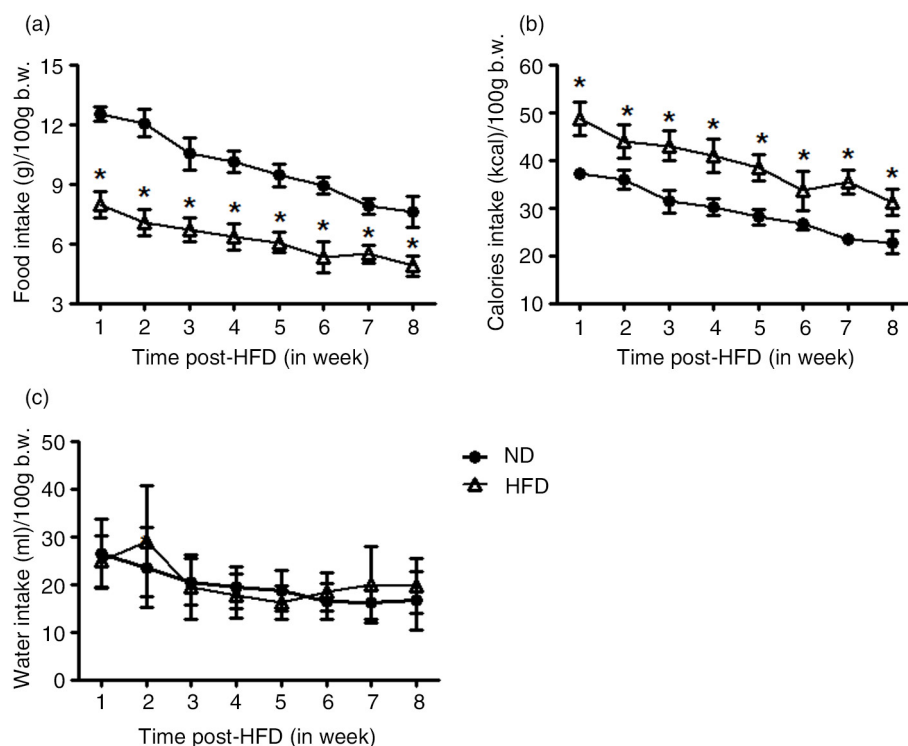 (a)
Food intake (g)/100g b.w.
15
12
9
6
3
* * * * * * * *
1 2 3 4 5 6 7 8
Time post-HFD (in week)
(b)
Calories intake (kcal)/100g b.w.
60
50
40
30
20
10
* * * * * * * *
1 2 3 4 5 6 7 8
Time post-HFD (in week)
(c)
Water intake (ml)/100g b.w.
50
40
30
20
10
0
1 2 3 4 5 6 7 8
Time post-HFD (in week)
ND
HFD